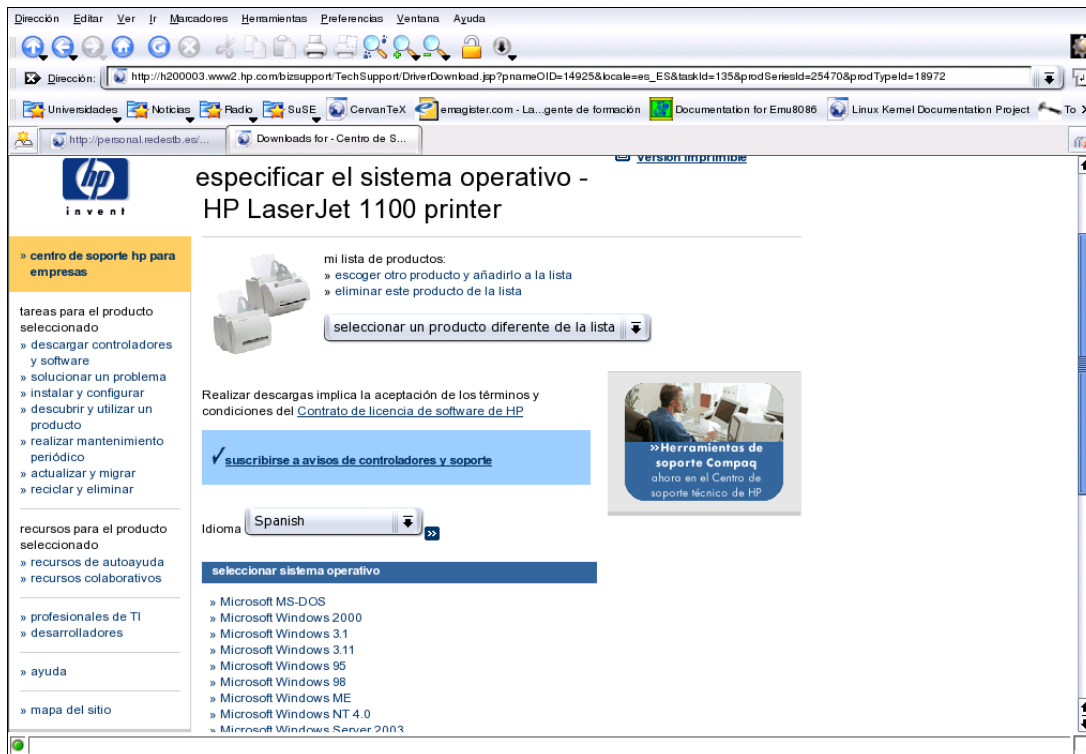 Dirección Editar Ver Ir Marcadores Herramientas Preferencias Ventana Ayuda
Dirección: http://h200003.www2.hp.com/bizsupport/TechSupport/DriverDownload.jsp?pnameOID=14925&locale=es_ES&taskId=135&prodSeriesId=25470&prodTypeId=18972
Universidades Noticias Radio SuSE CervanTeX emagister.com - La...gente de formación Documentation for Emu8086 Linux Kernel Documentation Project To
http://personal.redestb.es/... Downloads for - Centro de S...
hp
invent
versión imprimible
especificar el sistema operativo -
HP LaserJet 1100 printer
» centro de soporte hp para
empresas
tareas para el producto
seleccionado
» descargar controladores
y software
» solucionar un problema
» instalar y configurar
» descubrir y utilizar un
producto
» realizar mantenimiento
periódico
» actualizar y migrar
» reciclar y eliminar
recursos para el producto
seleccionado
» recursos de autoayuda
» recursos colaborativos
» profesionales de TI
» desarrolladores
» ayuda
» mapa del sitio
mi lista de productos:
» escoger otro producto y añadirlo a la lista
» eliminar este producto de la lista
seleccionar un producto diferente de la lista
Realizar descargas implica la aceptación de los términos y
condiciones del Contrato de licencia de software de HP
suscribirse a avisos de controladores y soporte
Idioma Spanish »
seleccionar sistema operativo
» Microsoft MS-DOS
» Microsoft Windows 2000
» Microsoft Windows 3.1
» Microsoft Windows 3.11
» Microsoft Windows 95
» Microsoft Windows 98
» Microsoft Windows ME
» Microsoft Windows NT 4.0
» Microsoft Windows Server 2003
»Herramientas de
soporte Compaq
ahora en el Centro de
soporte técnico de HP